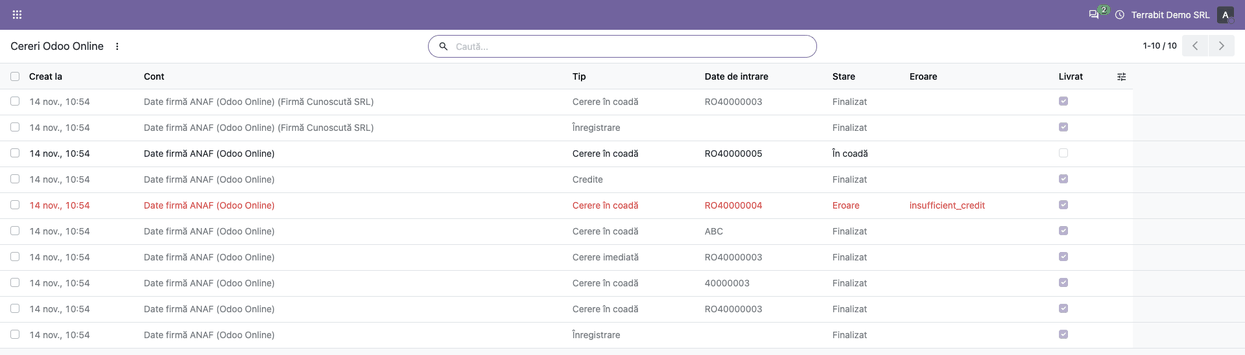 2 Terrabit Demo SRL A
Cereri Odoo Online Caută... 1-10 / 10
Creat la Cont Tip Date de intrare Stare Eroare Livrat
14 nov., 10:54 Date firmă ANAF (Odoo Online) (Firmă Cunoscută SRL) Cerere în coadă RO40000003 Finalizat
14 nov., 10:54 Date firmă ANAF (Odoo Online) (Firmă Cunoscută SRL) Înregistrare Finalizat
14 nov., 10:54 Date firmă ANAF (Odoo Online) Cerere în coadă RO40000005 În coadă
14 nov., 10:54 Date firmă ANAF (Odoo Online) Credite Finalizat
14 nov., 10:54 Date firmă ANAF (Odoo Online) Cerere în coadă RO40000004 Eroare insufficient_credit
14 nov., 10:54 Date firmă ANAF (Odoo Online) Cerere în coadă ABC Finalizat
14 nov., 10:54 Date firmă ANAF (Odoo Online) Cerere imediată RO40000003 Finalizat
14 nov., 10:54 Date firmă ANAF (Odoo Online) Cerere în coadă 40000003 Finalizat
14 nov., 10:54 Date firmă ANAF (Odoo Online) Cerere în coadă RO40000003 Finalizat
14 nov., 10:54 Date firmă ANAF (Odoo Online) Înregistrare Finalizat